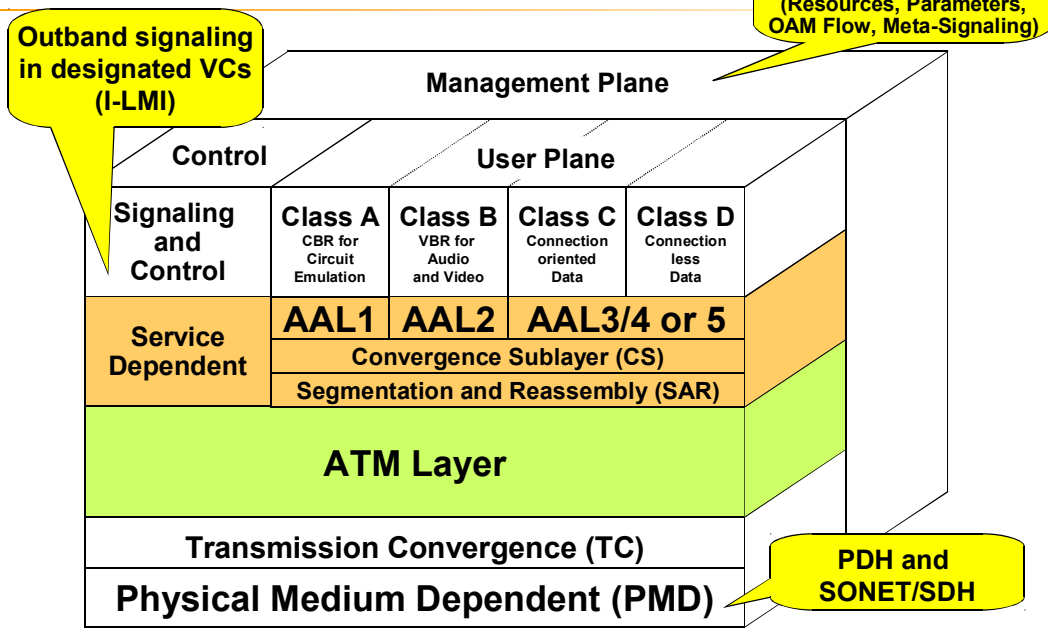 (Resources, Parameters,
OAM Flow, Meta-Signaling)
Outband signaling
in designated VCs
(I-LMI)
Management Plane
Control
User Plane
Signaling
and
Control
Class A
CBR for
Circuit
Emulation
Class B
VBR for
Audio
and Video
Class C
Connection
oriented
Data
Class D
Connection
less
Data
Service
Dependent
AAL1
AAL2
AAL3/4 or 5
Convergence Sublayer (CS)
Segmentation and Reassembly (SAR)
ATM Layer
Transmission Convergence (TC)
Physical Medium Dependent (PMD)
PDH and
SONET/SDH